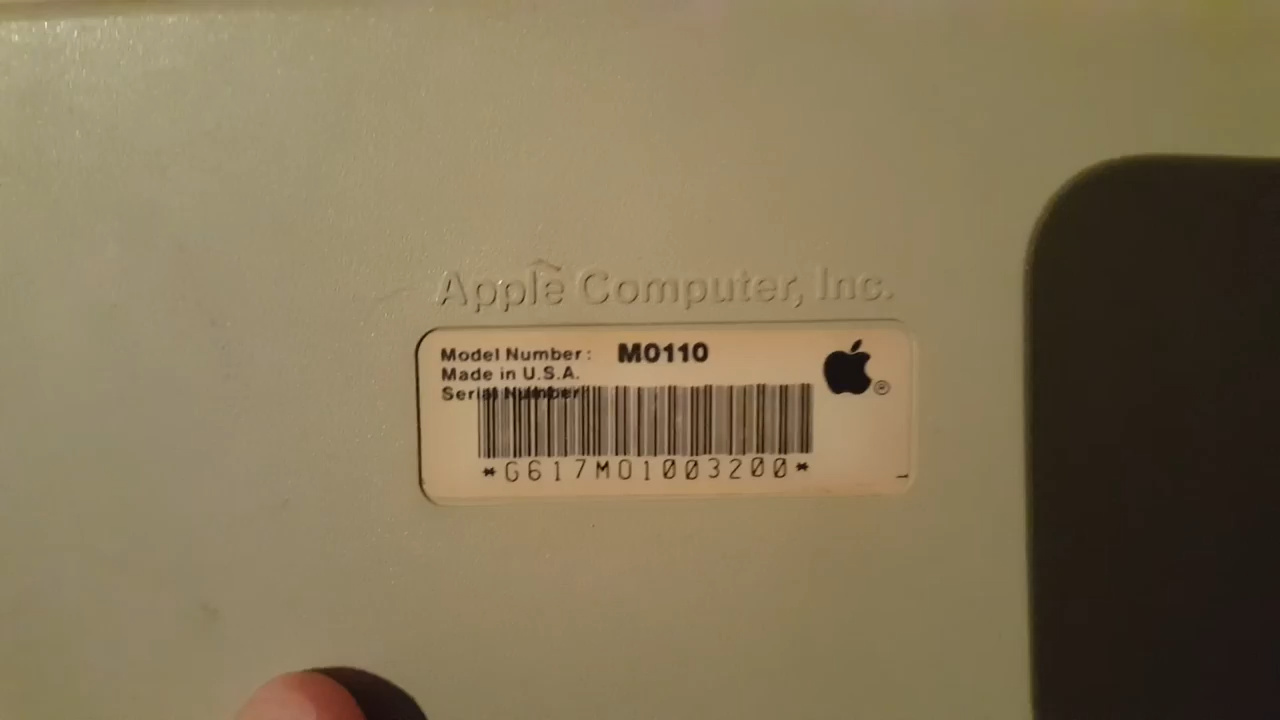 Apple Computer, Inc.
Model Number: M0110
Made in U.S.A.
Serial Number
*G617M01003200*
®